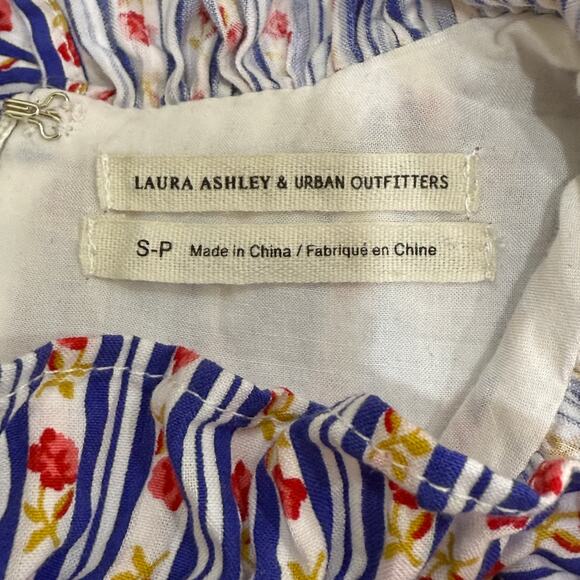 LAURA ASHLEY & URBAN OUTFITTERS
S-P Made in China / Fabriqué en Chine